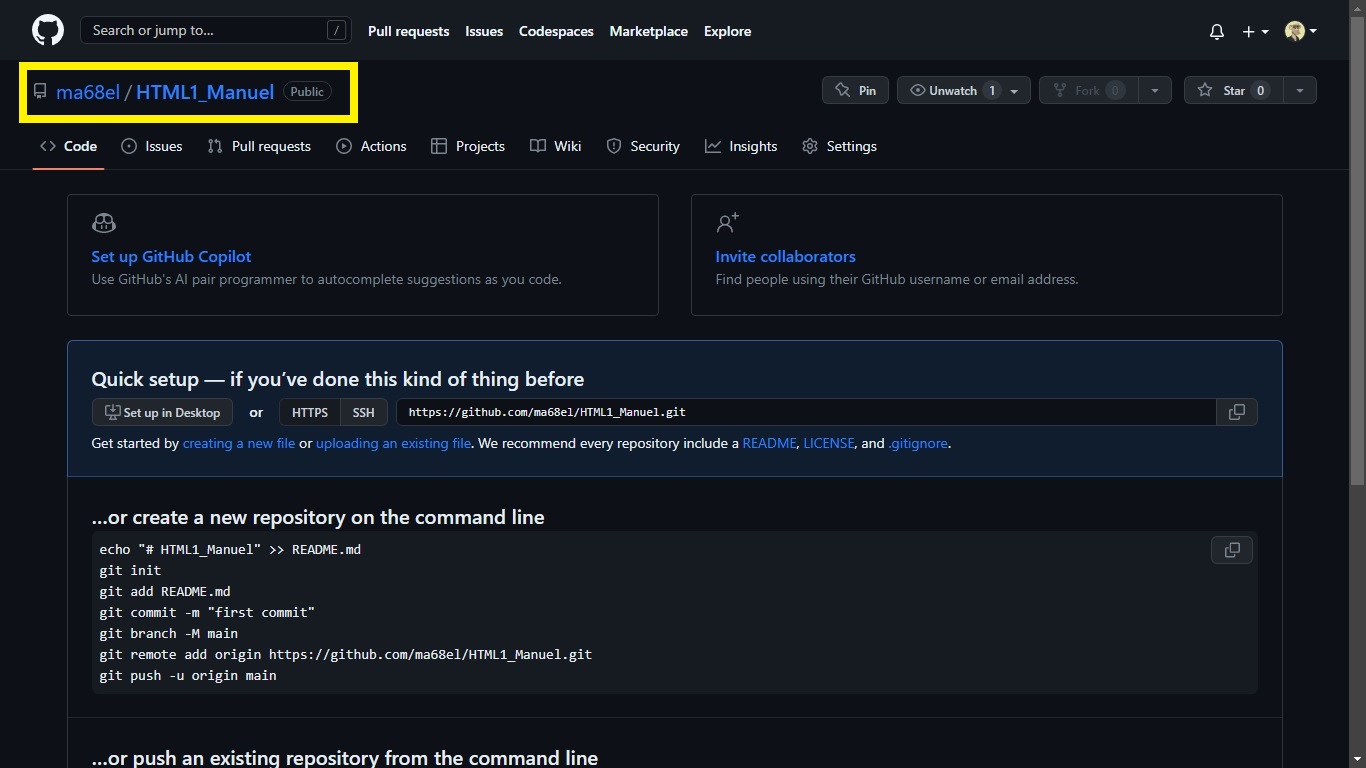 Search or jump to... / Pull requests Issues Codespaces Marketplace Explore
ma68el / HTML1_Manuel Public Pin Unwatch 1 Fork 0 Star 0
Code Issues Pull requests Actions Projects Wiki Security Insights Settings
Set up GitHub Copilot
Use GitHub's AI pair programmer to autocomplete suggestions as you code.
Invite collaborators
Find people using their GitHub username or email address.
Quick setup — if you've done this kind of thing before
Set up in Desktop or HTTPS SSH https://github.com/ma68el/HTML1_Manuel.git
Get started by creating a new file or uploading an existing file. We recommend every repository include a README, LICENSE, and .gitignore.
...or create a new repository on the command line
echo "# HTML1_Manuel" >> README.md
git init
git add README.md
git commit -m "first commit"
git branch -M main
git remote add origin https://github.com/ma68el/HTML1_Manuel.git
git push -u origin main
...or push an existing repository from the command line